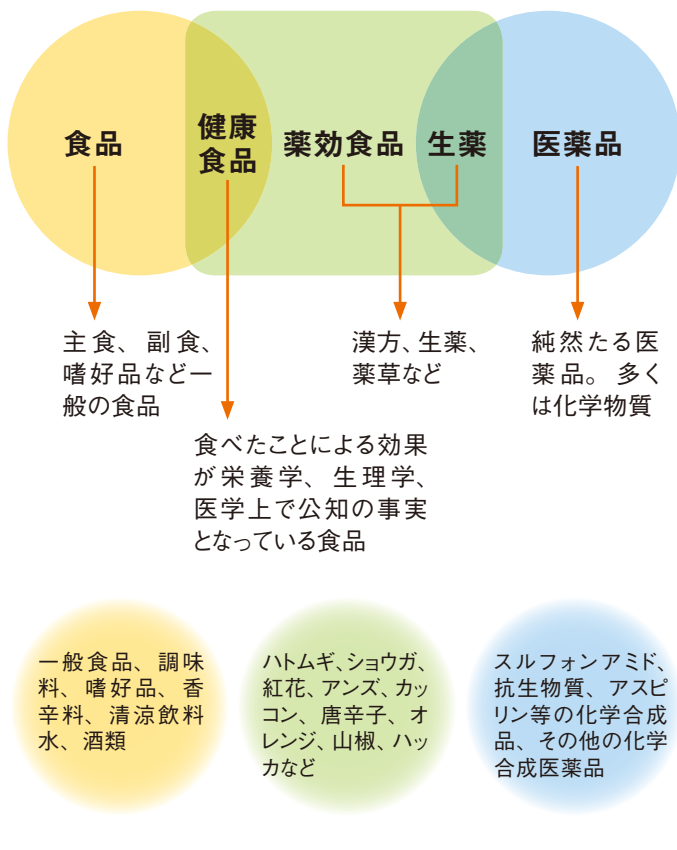 食品
健康
食品
薬効食品
生薬
医薬品
主食、副食、
嗜好品など一
般の食品
食べたことによる効果
が栄養学、生理学、
医学上で公知の事実
となっている食品
漢方、生薬、
薬草など
純然たる医
薬品。多く
は化学物質
一般食品、調味
料、嗜好品、香
辛料、清涼飲料
水、酒類
ハトムギ、ショウガ、
紅花、アンズ、カッ
コン、唐辛子、オ
レンジ、山椒、ハッ
カなど
スルフォンアミド、
抗生物質、アスピ
リン等の化学合成
品、その他の化学
合成医薬品